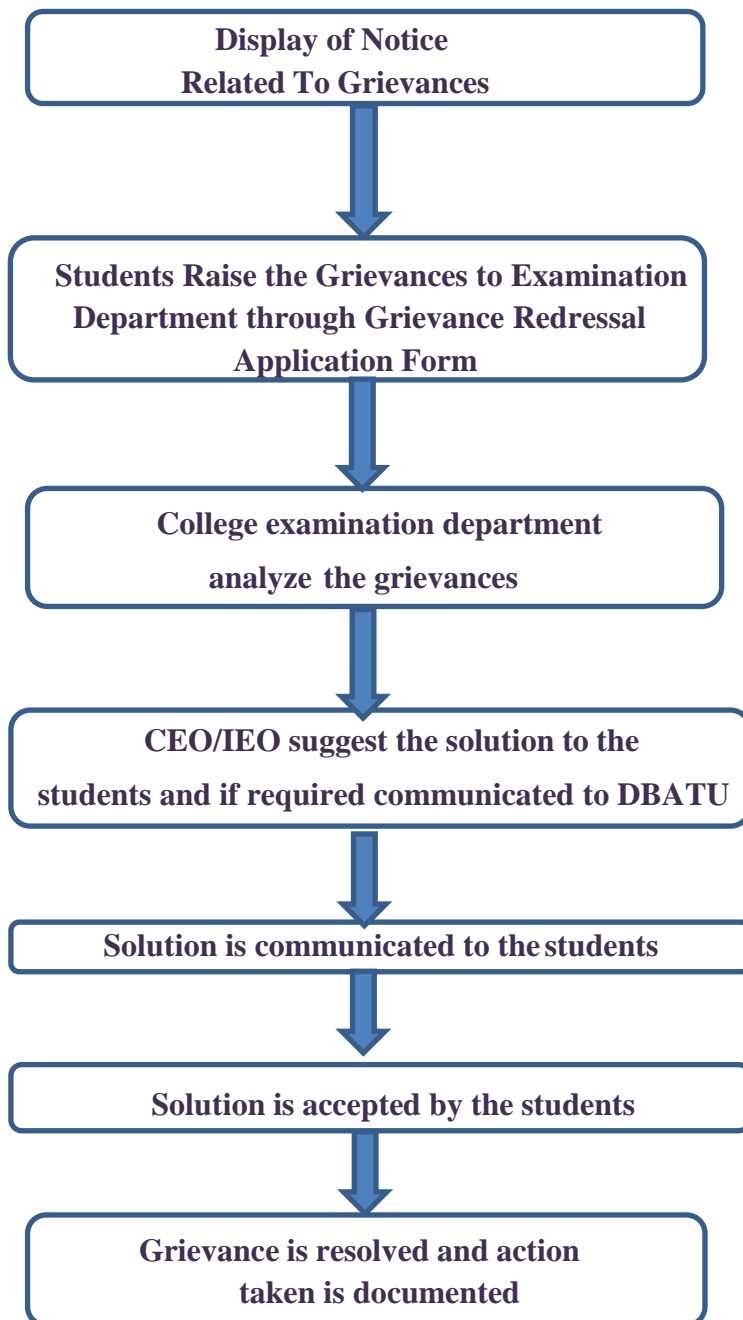 Display of Notice
Related To Grievances
Students Raise the Grievances to Examination
Department through Grievance Redressal
Application Form
College examination department
analyze the grievances
CEO/IEO suggest the solution to the
students and if required communicated to DBATU
Solution is communicated to the students
Solution is accepted by the students
Grievance is resolved and action
taken is documented